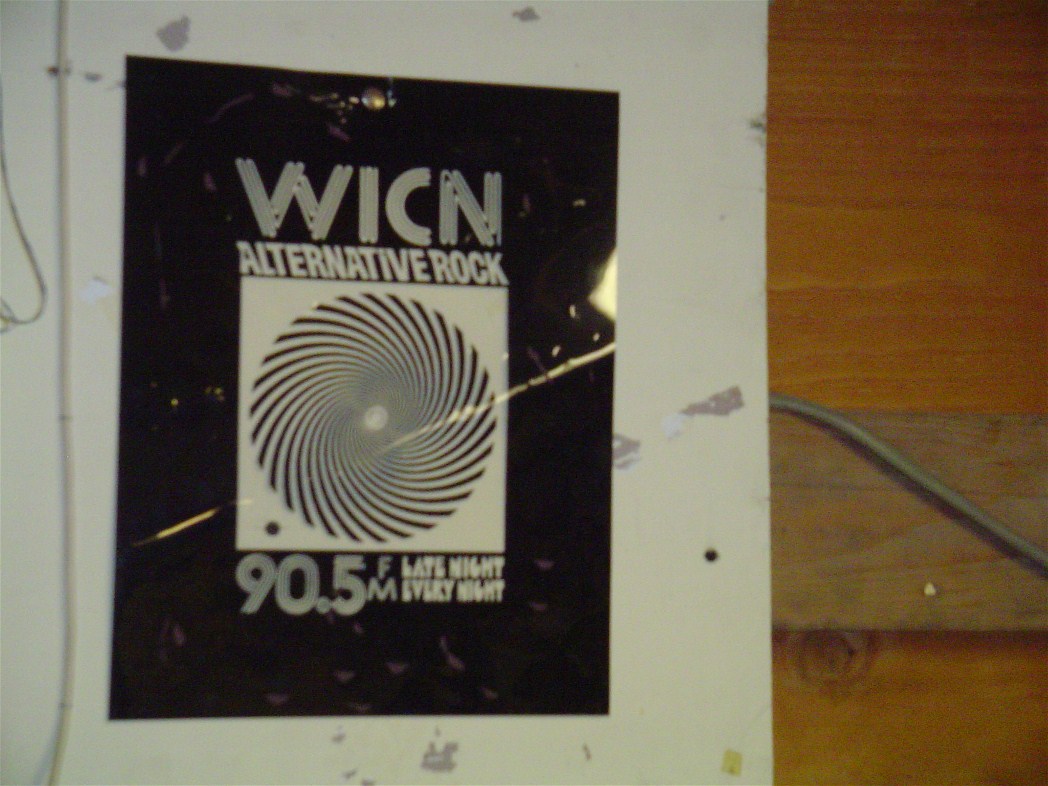 WICN
ALTERNATIVE ROCK
90.5 FM LATE NIGHT
EVERY NIGHT